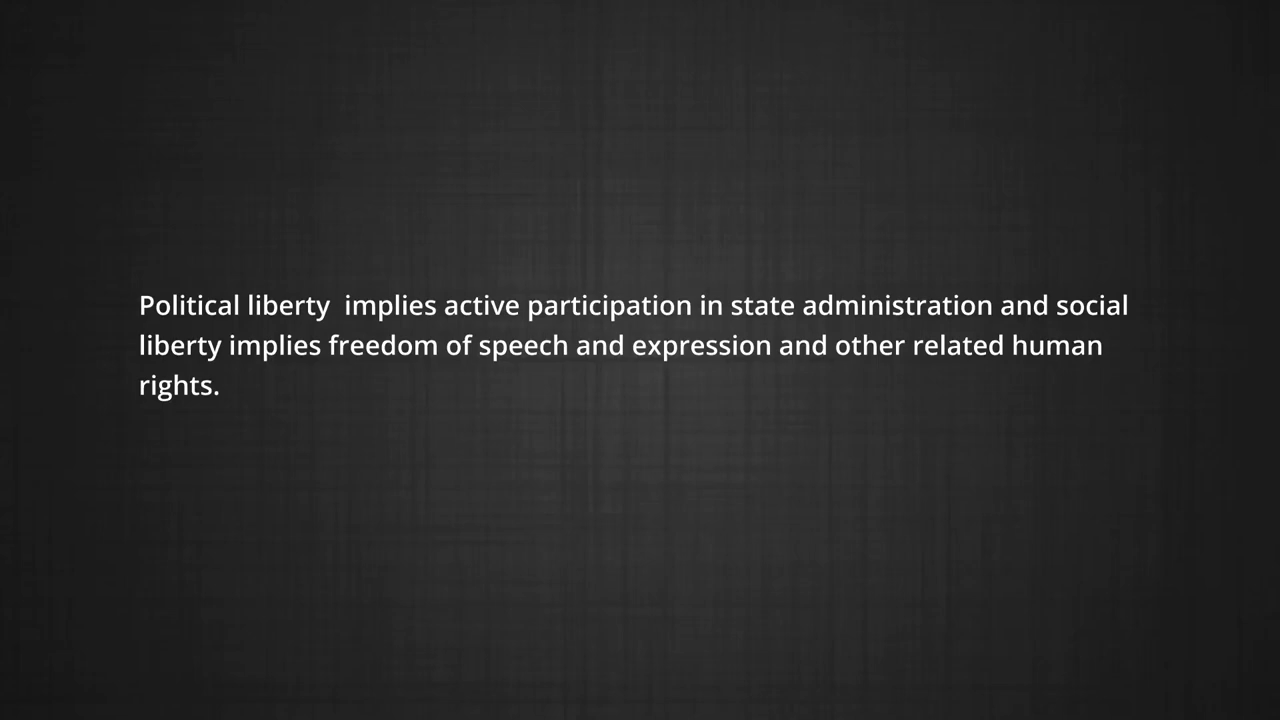 Political liberty  implies active participation in state administration and social
liberty implies freedom of speech and expression and other related human
rights.